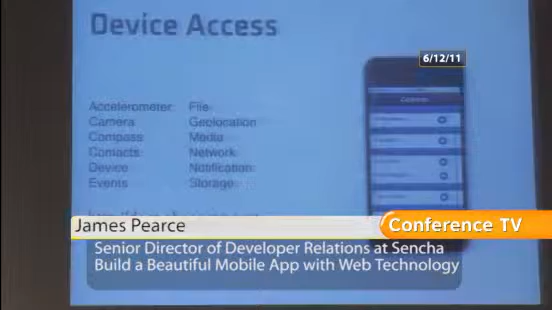 Device Access
6/12/11
Accelerometer File
Camera Geolocation
Compass Media
Contacts Network
Device Notification
Events Storage
James Pearce
Conference TV
Senior Director of Developer Relations at Sencha
Build a Beautiful Mobile App with Web Technology